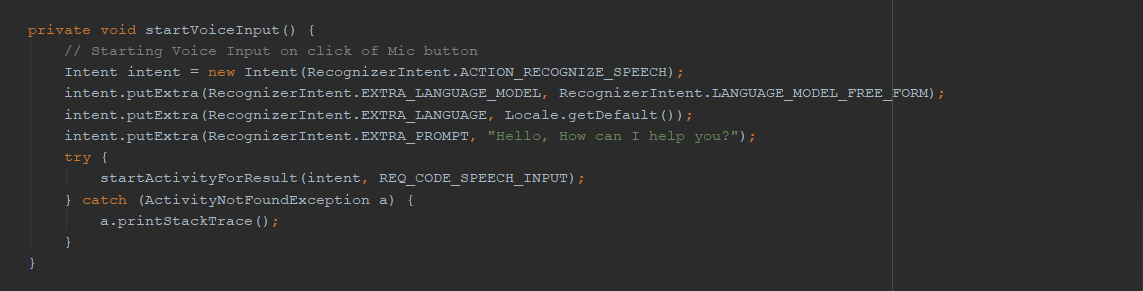 private void startVoiceInput() {
    // Starting Voice Input on click of Mic button
    Intent intent = new Intent(RecognizerIntent.ACTION_RECOGNIZE_SPEECH);
    intent.putExtra(RecognizerIntent.EXTRA_LANGUAGE_MODEL, RecognizerIntent.LANGUAGE_MODEL_FREE_FORM);
    intent.putExtra(RecognizerIntent.EXTRA_LANGUAGE, Locale.getDefault());
    intent.putExtra(RecognizerIntent.EXTRA_PROMPT, "Hello, How can I help you?");
    try {
        startActivityForResult(intent, REQ_CODE_SPEECH_INPUT);
    } catch (ActivityNotFoundException a) {
        a.printStackTrace();
    }
}